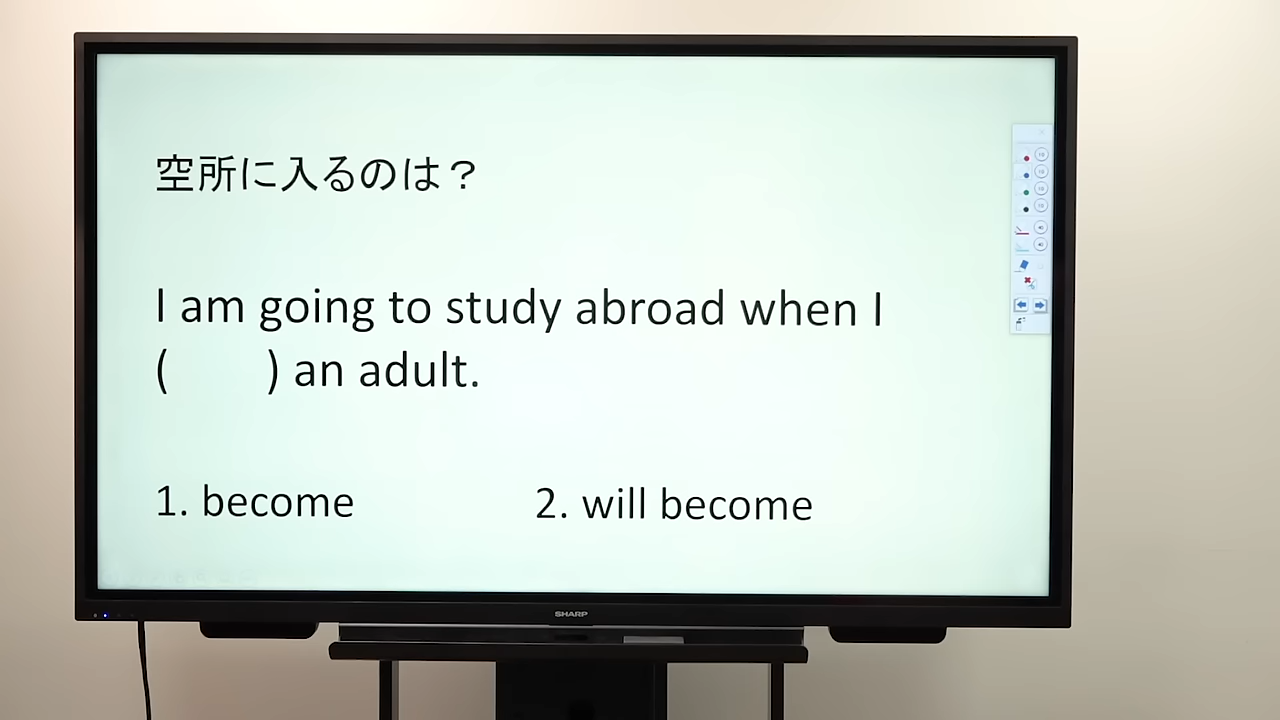 空所に入るのは？
I am going to study abroad when I
(　　) an adult.
1. become 2. will become
SHARP